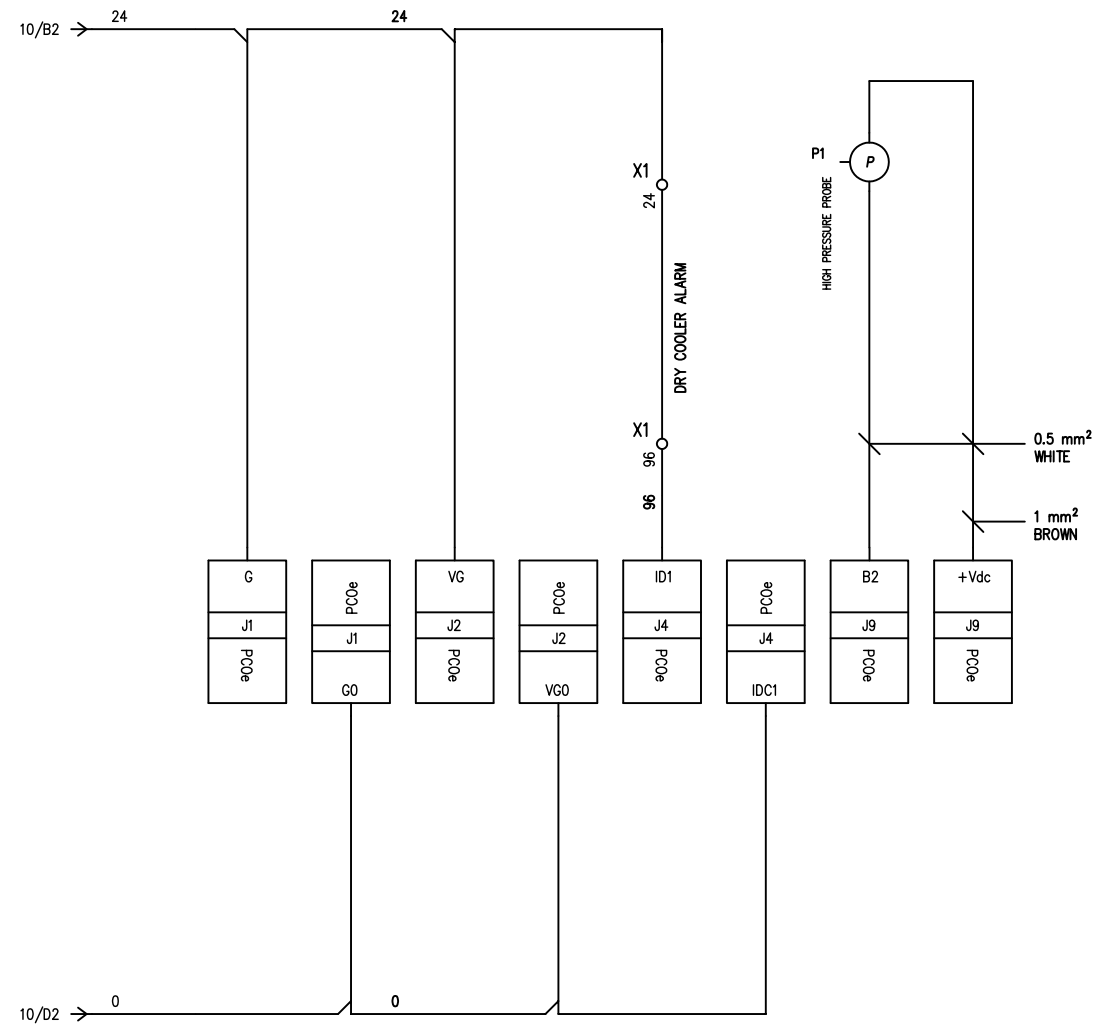 24
24
10/B2
P1
P
X1
24
HIGH PRESSURE PROBE
DRY COOLER ALARM
X1
96
96
0.5 mm²
WHITE
1 mm²
BROWN
G
J1
PCOe
PCOe
J1
G0
VG
J2
PCOe
PCOe
J2
VG0
ID1
J4
PCOe
PCOe
J4
IDC1
B2
J9
PCOe
+Vdc
J9
PCOe
0
0
10/D2